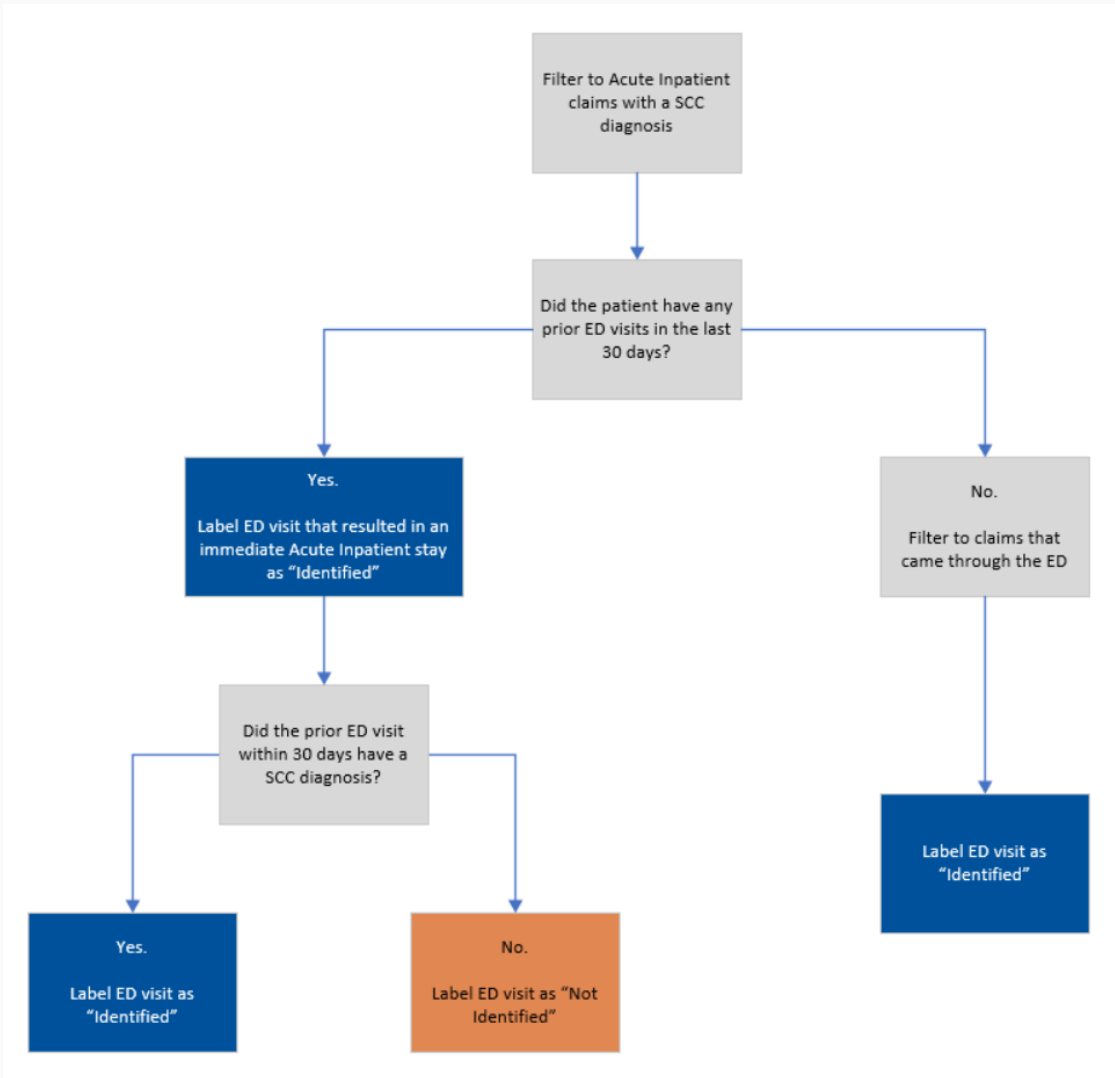 Filter to Acute Inpatient
claims with a SCC
diagnosis
Did the patient have any
prior ED visits in the last
30 days?
Yes.
Label ED visit that resulted in an
immediate Acute Inpatient stay
as “Identified”
No.
Filter to claims that
came through the ED
Did the prior ED visit
within 30 days have a
SCC diagnosis?
Label ED visit as
“Identified”
Yes.
Label ED visit as
“Identified”
No.
Label ED visit as “Not
Identified”